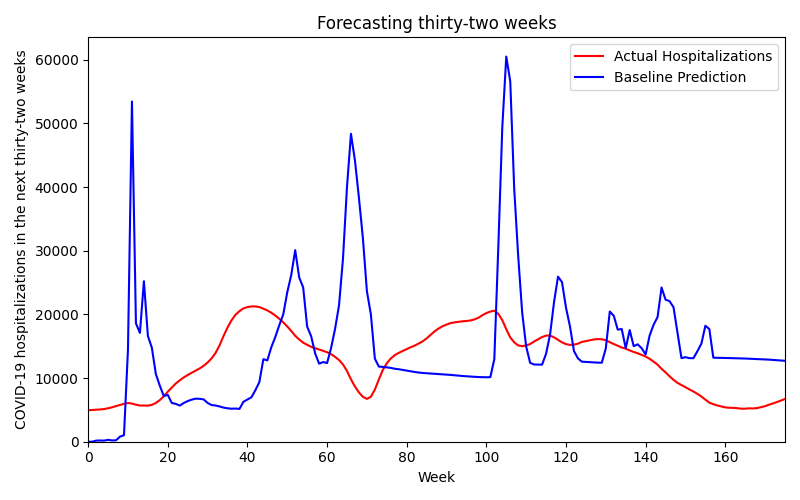 Forecasting thirty-two weeks
Actual Hospitalizations
Baseline Prediction
COVID-19 hospitalizations in the next thirty-two weeks
60000
50000
40000
30000
20000
10000
0
0 20 40 60 80 100 120 140 160
Week